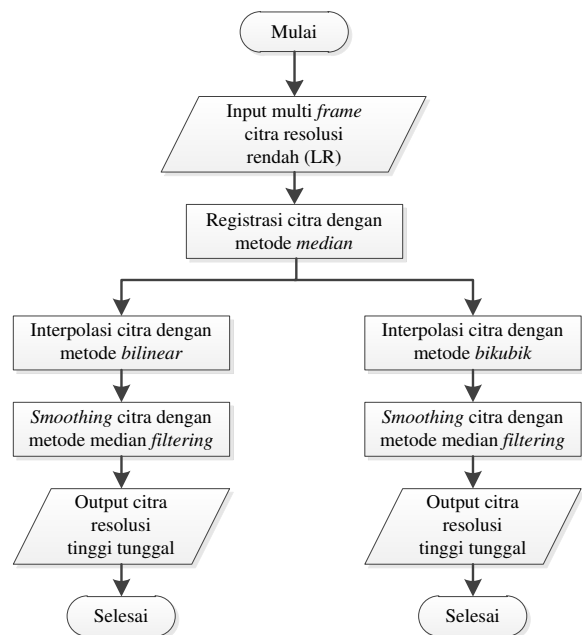 Mulai
Input multi frame
citra resolusi
rendah (LR)
Registrasi citra dengan
metode median
Interpolasi citra dengan
metode bilinear
Smoothing citra dengan
metode median filtering
Output citra
resolusi
tinggi tunggal
Selesai
Interpolasi citra dengan
metode bikubik
Smoothing citra dengan
metode median filtering
Output citra
resolusi
tinggi tunggal
Selesai